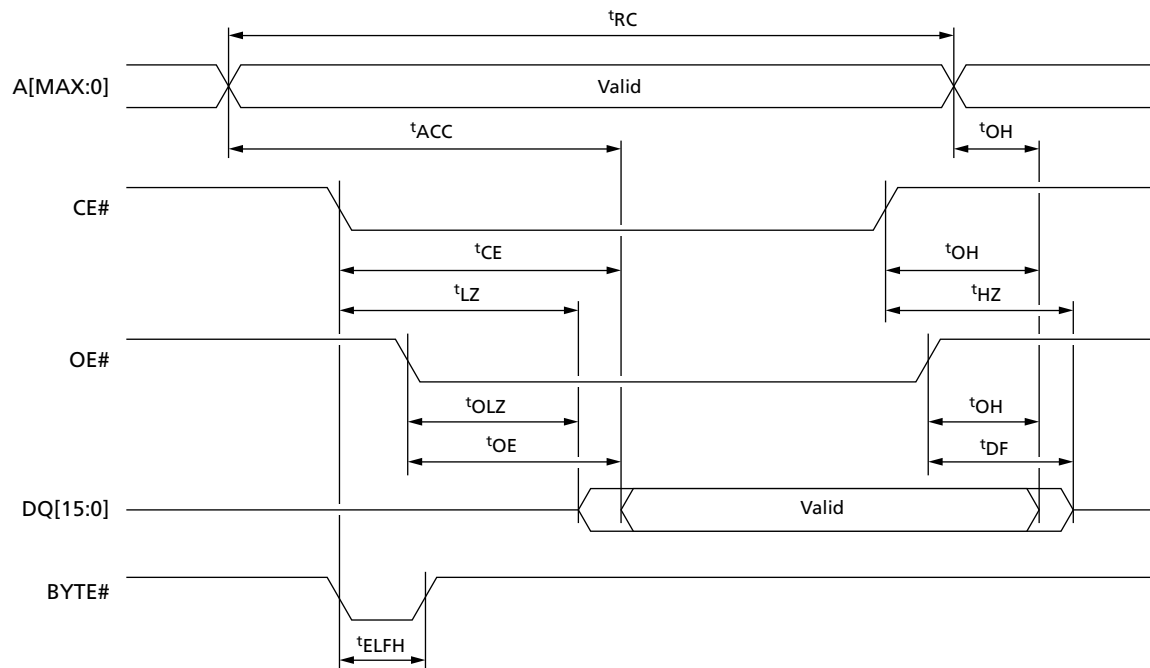 tRC
A[MAX:0]
Valid
tACC
tOH
CE#
tCE
tOH
tLZ
tHZ
OE#
tOLZ
tOH
tOE
tDF
DQ[15:0]
Valid
BYTE#
tELFH